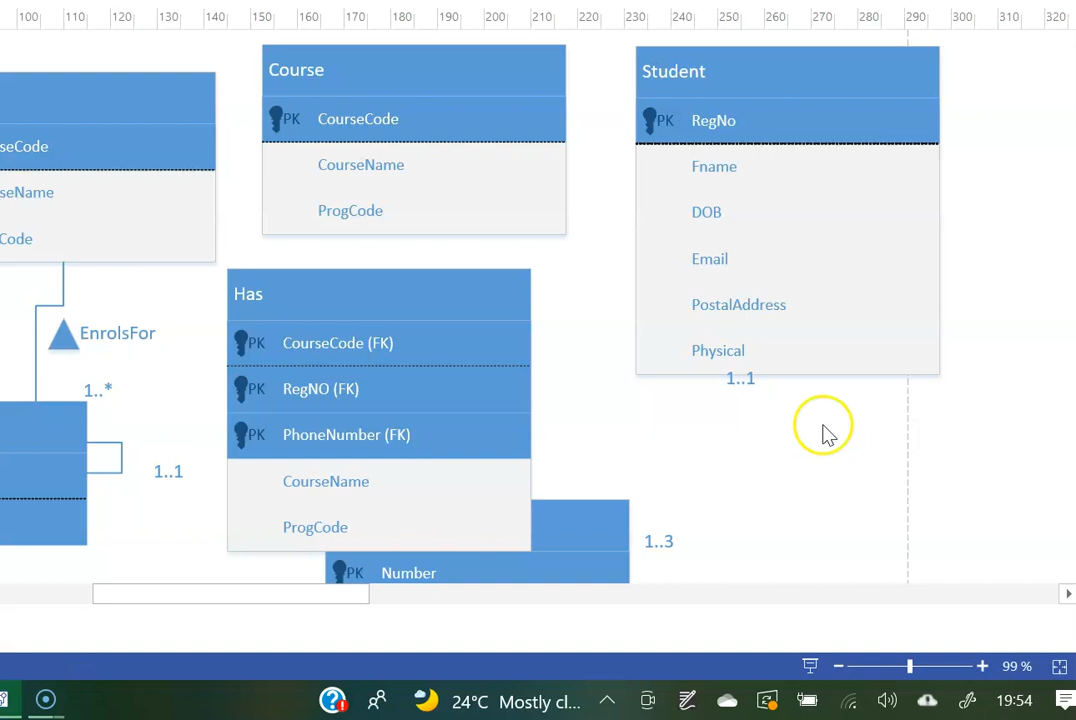 100 110 120 130 140 150 160 170 180 190 200 210 220 230 240 250 260 270 280 290 300 310 320
seCode
seName
Code
EnrolsFor
1..*
1..1
Course
PK CourseCode
CourseName
ProgCode
Has
PK CourseCode (FK)
PK RegNO (FK)
PK PhoneNumber (FK)
CourseName
ProgCode
PK Number
1..3
Student
PK RegNo
Fname
DOB
Email
PostalAddress
Physical
1..1
99 %
24°C Mostly cl...
19:54